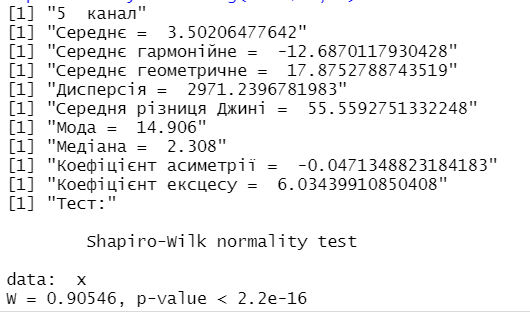 [1] "5  канал"
[1] "Середнє =  3.50206477642"
[1] "Середнє гармонійне =  -12.6870117930428"
[1] "Середнє геометричне =  17.8752788743519"
[1] "Дисперсія =  2971.2396781983"
[1] "Середня різниця Джині =  55.5592751332248"
[1] "Мода =  14.906"
[1] "Медіана =  2.308"
[1] "Коефіцієнт асиметрії =  -0.0471348823184183"
[1] "Коефіцієнт ексцесу =  6.03439910850408"
[1] "Тест:"
Shapiro-Wilk normality test
data:  x
W = 0.90546, p-value < 2.2e-16